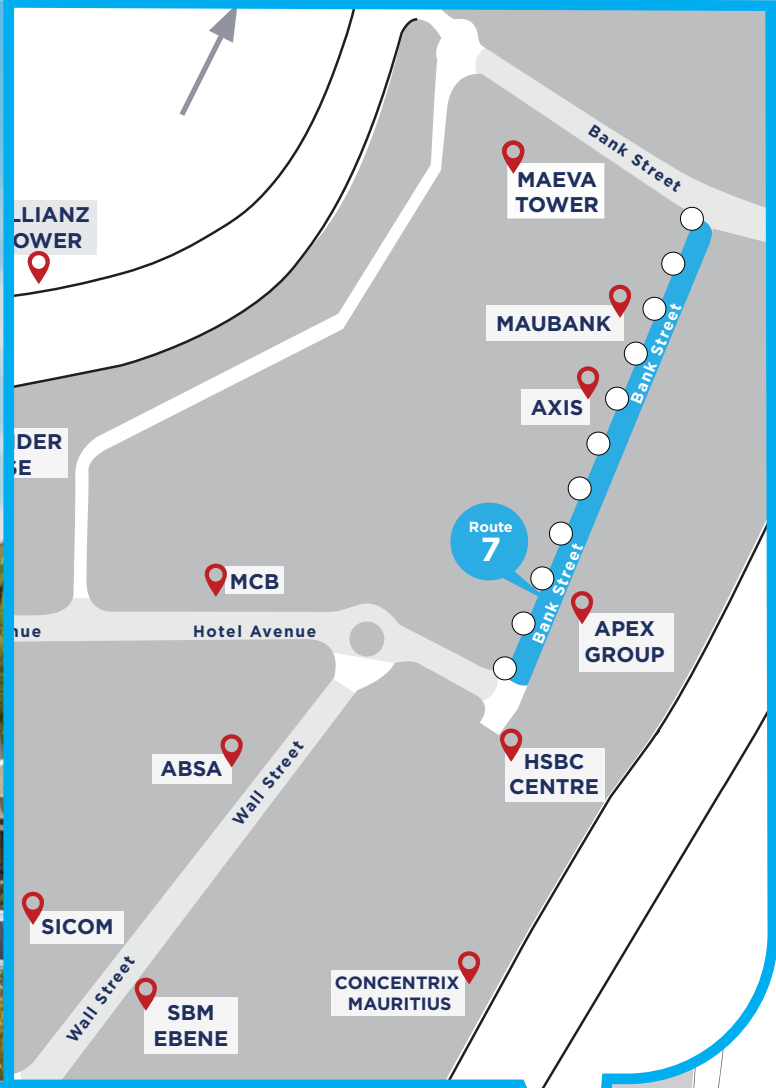 Bank Street
MAEVA
TOWER
LLIANZ
OWER
MAUBANK
Bank Street
AXIS
DER
SE
Route
7
MCB
Bank Street
APEX
GROUP
nue
Hotel Avenue
ABSA
HSBC
CENTRE
Wall Street
SICOM
CONCENTRIX
MAURITIUS
Wall Street
SBM
EBENE